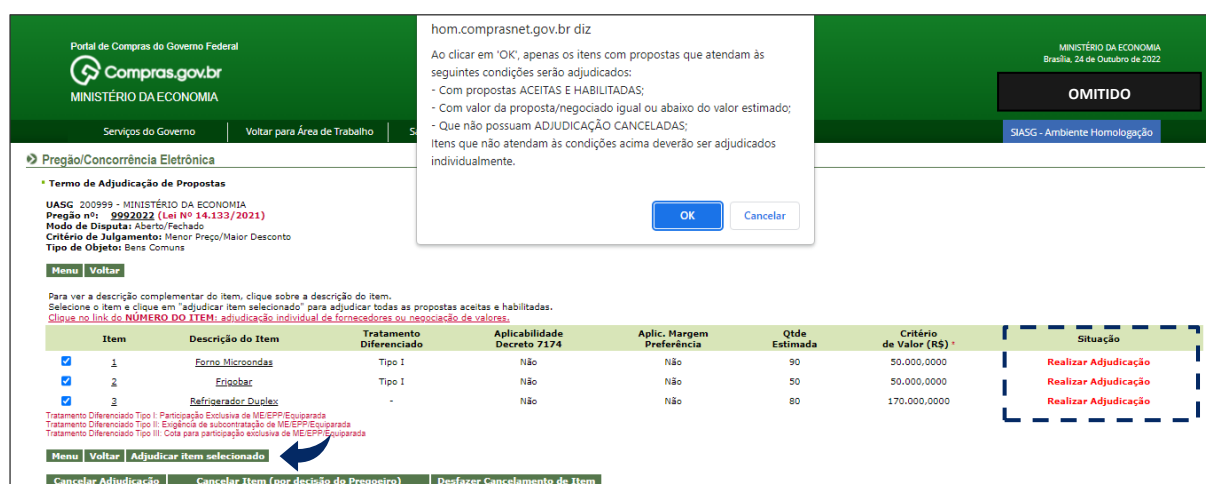 Portal de Compras do Governo Federal
Compras.gov.br
MINISTÉRIO DA ECONOMIA
MINISTÉRIO DA ECONOMIA
Brasília, 24 de Outubro de 2022
OMITIDO
hom.comprasnet.gov.br diz
Ao clicar em 'OK', apenas os itens com propostas que atendam às
seguintes condições serão adjudicados:
- Com propostas ACEITAS E HABILITADAS;
- Com valor da proposta/negociado igual ou abaixo do valor estimado;
- Que não possuam ADJUDICAÇÃO CANCELADAS;
Itens que não atendam às condições acima deverão ser adjudicados
individualmente.
OK Cancelar
Serviços do Governo Voltar para Área de Trabalho
SIASG - Ambiente Homologação
Pregão/Concorrência Eletrônica
Termo de Adjudicação de Propostas
UASG 200999 - MINISTÉRIO DA ECONOMIA
Pregão nº: 9992022 (Lei Nº 14.133/2021)
Modo de Disputa: Aberto/Fechado
Critério de Julgamento: Menor Preço/Maior Desconto
Tipo de Objeto: Bens Comuns
Menu Voltar
Para ver a descrição complementar do item, clique sobre a descrição do item.
Selecione o item e clique em "adjudicar item selecionado" para adjudicar todas as propostas aceitas e habilitadas.
Clique no link do NÚMERO DO ITEM: adjudicação individual de fornecedores ou negociação de valores.
Item Descrição do Item Tratamento Diferenciado Aplicabilidade Decreto 7174 Aplic. Margem Preferência Qtde Estimada Critério de Valor (R$) * Situação
1 Forno Microondas Tipo I Não Não 90 50.000,0000 Realizar Adjudicação
2 Frigobar Tipo I Não Não 50 50.000,0000 Realizar Adjudicação
3 Refrigerador Duplex - Não Não 80 170.000,0000 Realizar Adjudicação
Tratamento Diferenciado Tipo I: Participação Exclusiva de ME/EPP/Equiparada
Tratamento Diferenciado Tipo II: Exigência de subcontratação de ME/EPP/Equiparada
Tratamento Diferenciado Tipo III: Cota para participação exclusiva de ME/EPP/Equiparada
Menu Voltar Adjudicar item selecionado
Cancelar Adjudicação Cancelar Item (por decisão do Pregoeiro) Desfazer Cancelamento de Item